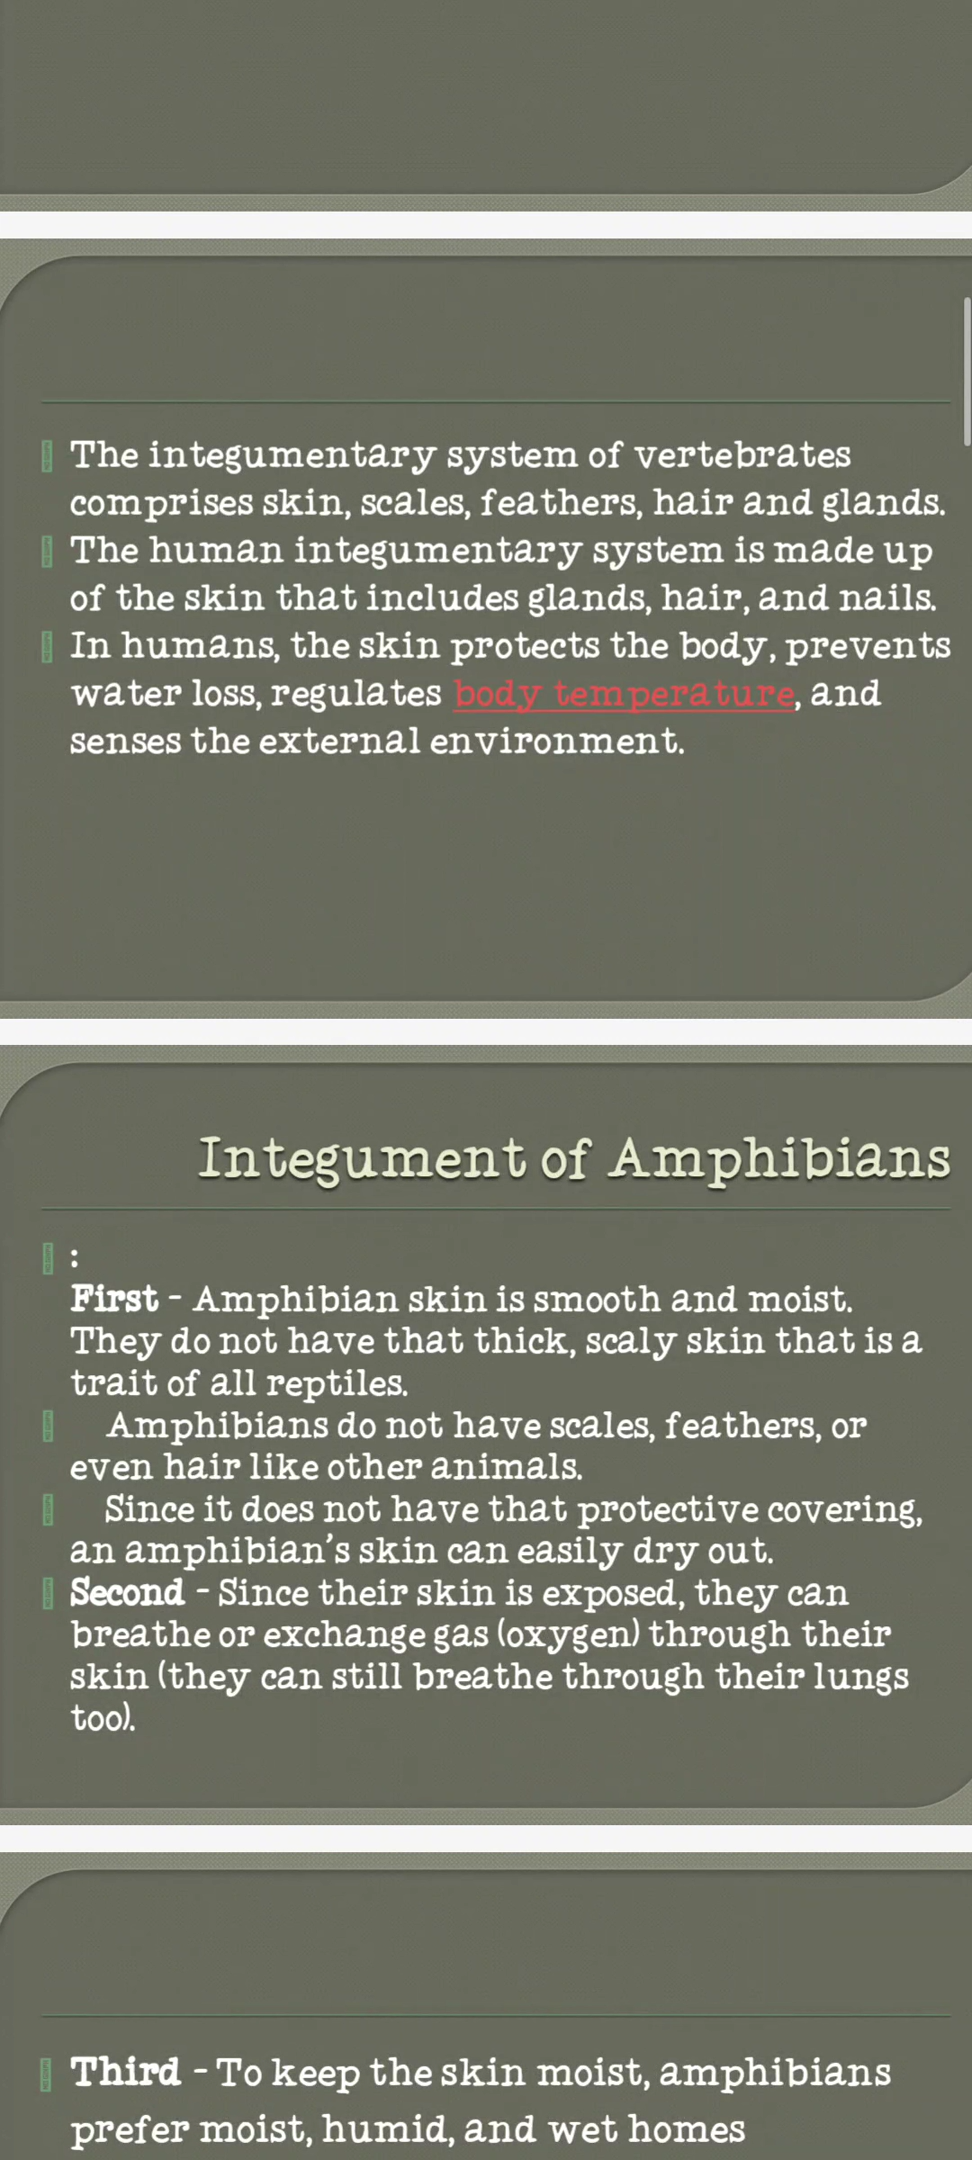 The integumentary system of vertebrates
comprises skin, scales, feathers, hair and glands.
The human integumentary system is made up
of the skin that includes glands, hair, and nails.
In humans, the skin protects the body, prevents
water loss, regulates body temperature, and
senses the external environment.
Integument of Amphibians
:
First - Amphibian skin is smooth and moist.
They do not have that thick, scaly skin that is a
trait of all reptiles.
Amphibians do not have scales, feathers, or
even hair like other animals.
Since it does not have that protective covering,
an amphibian's skin can easily dry out.
Second - Since their skin is exposed, they can
breathe or exchange gas (oxygen) through their
skin (they can still breathe through their lungs
too).
Third - To keep the skin moist, amphibians
prefer moist, humid, and wet homes